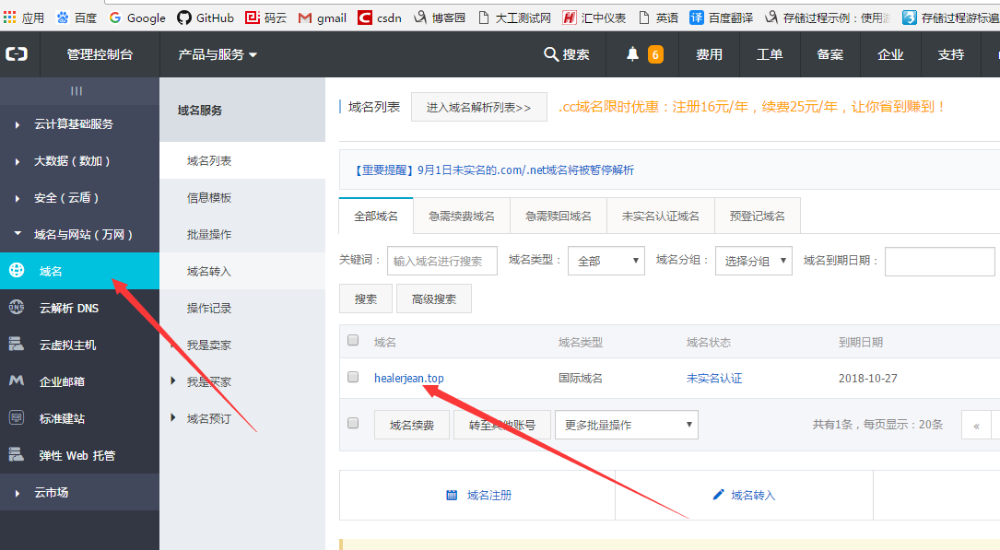 应用 百度 Google GitHub 码云 gmail csdn 博客园 大工测试网 汇中仪表 英语 百度翻译 存储过程示例：使用 存储过程游标遍
管理控制台 产品与服务 搜索 6 费用 工单 备案 企业 支持
云计算基础服务
大数据（数加）
安全（云盾）
域名与网站（万网）
域名
云解析 DNS
云虚拟主机
企业邮箱
标准建站
弹性 Web 托管
云市场
域名服务
域名列表
信息模板
批量操作
域名转入
操作记录
我是卖家
我是买家
域名预订
域名列表 进入域名解析列表>> .cc域名限时优惠：注册16元/年，续费25元/年，让你省到赚到！
【重要提醒】9月1日未实名的.com/.net域名将被暂停解析
全部域名 急需续费域名 急需赎回域名 未实名认证域名 预登记域名
关键词： 输入域名进行搜索 域名类型： 全部 域名分组： 选择分组 域名到期日期：
搜索 高级搜索
域名 域名类型 域名状态 到期日期
healerjean.top 国际域名 未实名认证 2018-10-27
域名续费 转至其他账号 更多批量操作 共有1条，每页显示：20条 «
域名注册 域名转入